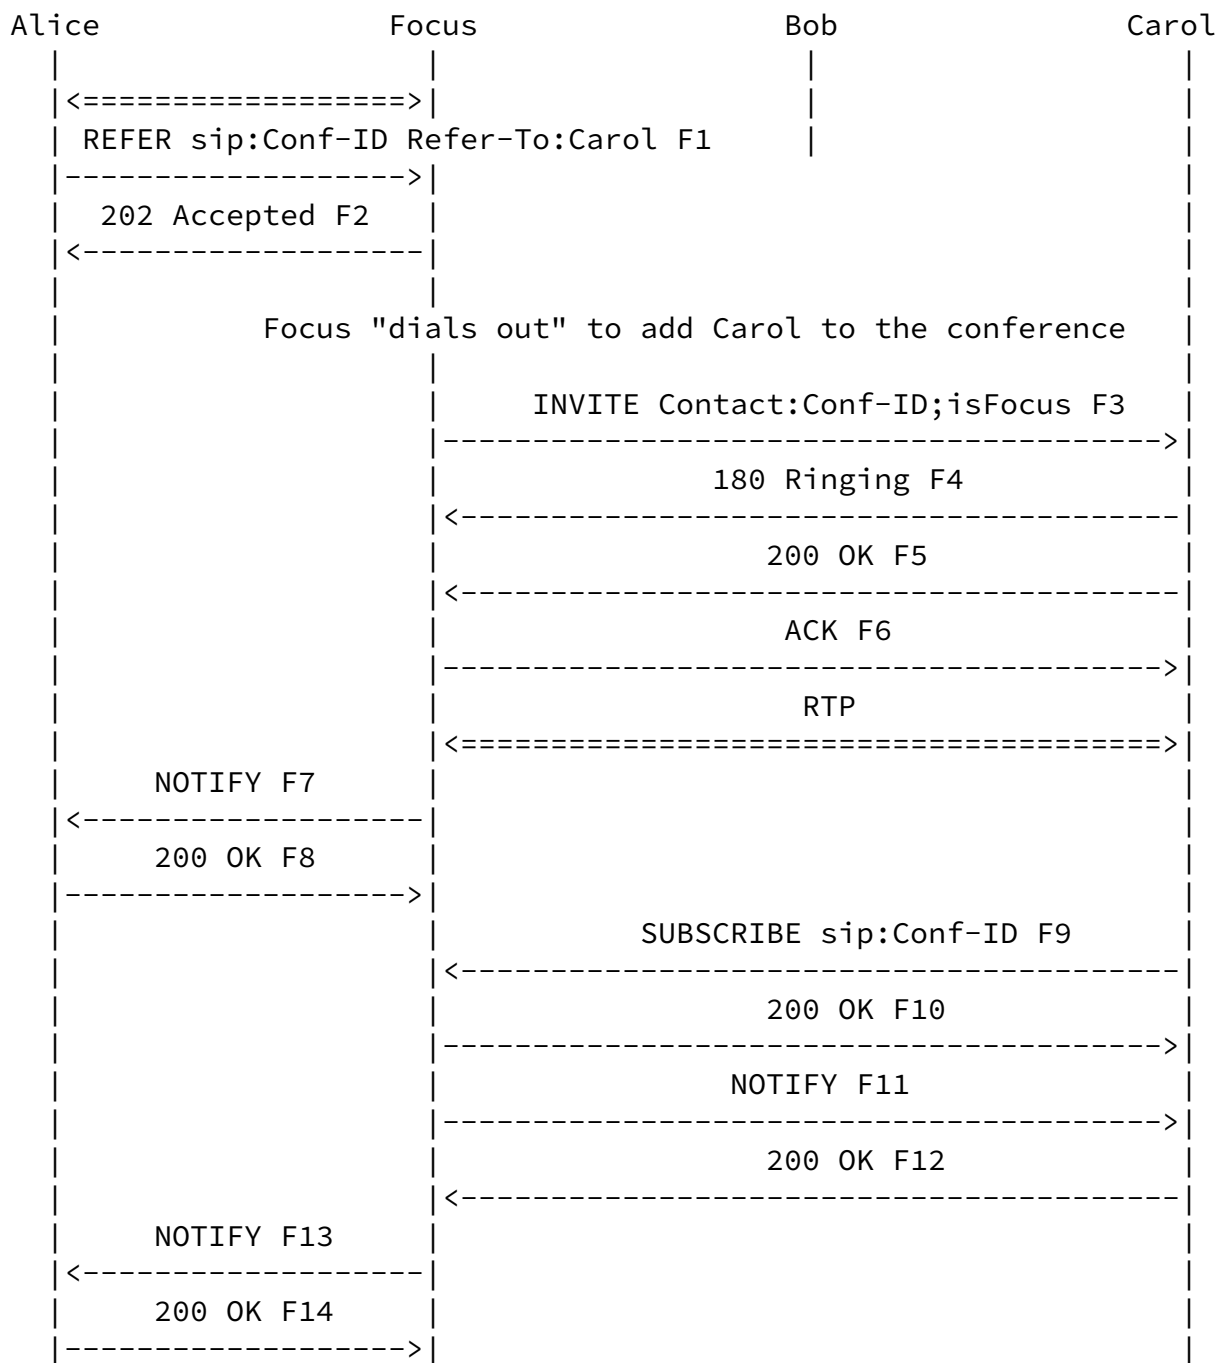 Alice Focus Bob Carol
REFER sip:Conf-ID Refer-To:Carol F1
202 Accepted F2
Focus "dials out" to add Carol to the conference
INVITE Contact:Conf-ID;isFocus F3
180 Ringing F4
200 OK F5
ACK F6
RTP
NOTIFY F7
200 OK F8
SUBSCRIBE sip:Conf-ID F9
200 OK F10
NOTIFY F11
200 OK F12
NOTIFY F13
200 OK F14